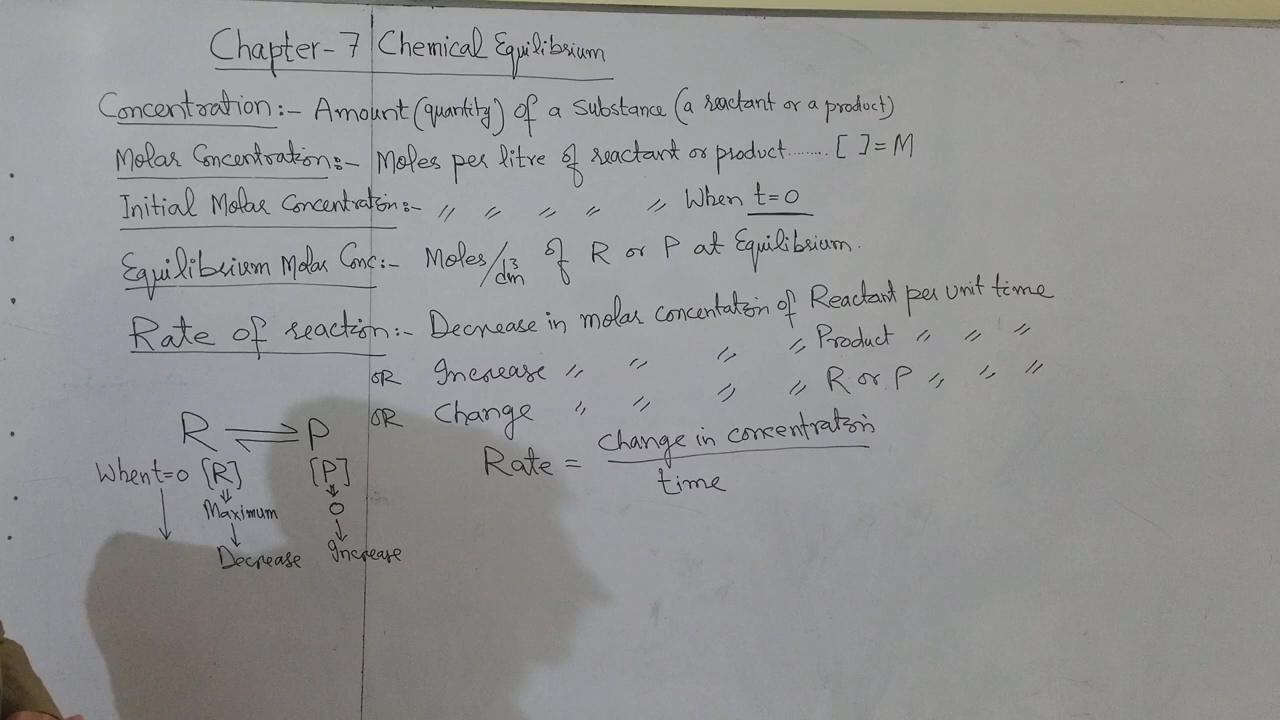 Chapter-7 Chemical Equilibrium
Concentration:- Amount (quantity) of a Substance (a reactant or a product)
Molar Concentration:- Moles per litre of reactant or product........ [ ]=M
Initial Molar Concentration:- " " " " " When t=0
Equilibrium Molar Conc:- Moles/dm³ of R or P at Equilibrium.
Rate of reaction:- Decrease in molar concentation of Reactant per unit time
OR Increase " " " " Product " " "
OR Change " " " " R or P " " "
R ⇌ P
Rate = change in concentration
time
When t=0 [R] [P]
⇓ ⇓
Maximum 0
↓ ↓ ↓
Decrease Increase